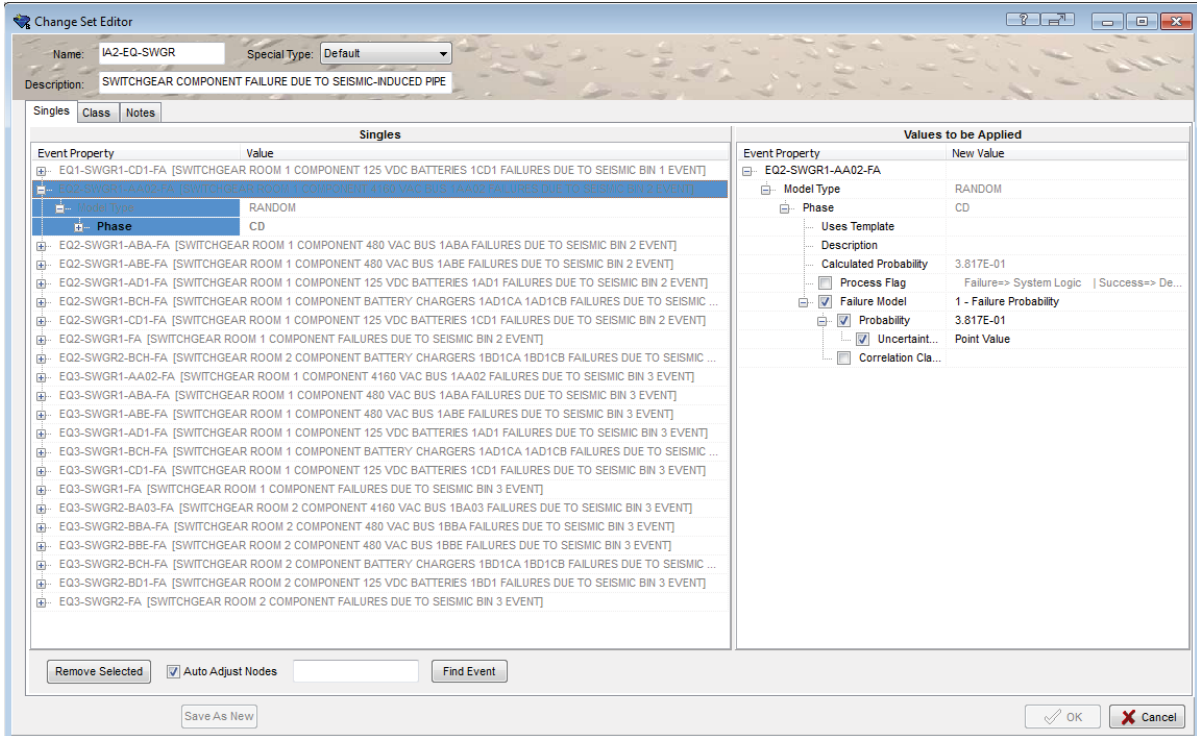 Change Set Editor
Name: IA2-EQ-SWGR Special Type: Default
Description: SWITCHGEAR COMPONENT FAILURE DUE TO SEISMIC-INDUCED PIPE
Singles Class Notes
Singles Values to be Applied
Event Property Value Event Property New Value
EQ1-SWGR1-CD1-FA [SWITCHGEAR ROOM 1 COMPONENT 125 VDC BATTERIES 1CD1 FAILURES DUE TO SEISMIC BIN 1 EVENT] EQ2-SWGR1-AA02-FA
EQ2-SWGR1-AA02-FA [SWITCHGEAR ROOM 1 COMPONENT 4160 VAC BUS 1AA02 FAILURES DUE TO SEISMIC BIN 2 EVENT] Model Type RANDOM
Model Type RANDOM Phase CD
Phase CD Uses Template
EQ2-SWGR1-ABA-FA [SWITCHGEAR ROOM 1 COMPONENT 480 VAC BUS 1ABA FAILURES DUE TO SEISMIC BIN 2 EVENT] Description
EQ2-SWGR1-ABE-FA [SWITCHGEAR ROOM 1 COMPONENT 480 VAC BUS 1ABE FAILURES DUE TO SEISMIC BIN 2 EVENT] Calculated Probability 3.817E-01
EQ2-SWGR1-AD1-FA [SWITCHGEAR ROOM 1 COMPONENT 125 VDC BATTERIES 1AD1 FAILURES DUE TO SEISMIC BIN 2 EVENT] Process Flag Failure=> System Logic | Success=> De...
EQ2-SWGR1-BCH-FA [SWITCHGEAR ROOM 1 COMPONENT BATTERY CHARGERS 1AD1CA 1AD1CB FAILURES DUE TO SEISMIC ... Failure Model 1 - Failure Probability
EQ2-SWGR1-CD1-FA [SWITCHGEAR ROOM 1 COMPONENT 125 VDC BATTERIES 1CD1 FAILURES DUE TO SEISMIC BIN 2 EVENT] Probability 3.817E-01
EQ2-SWGR1-FA [SWITCHGEAR ROOM 1 COMPONENT FAILURES DUE TO SEISMIC BIN 2 EVENT] Uncertaint... Point Value
EQ2-SWGR2-BCH-FA [SWITCHGEAR ROOM 2 COMPONENT BATTERY CHARGERS 1BD1CA 1BD1CB FAILURES DUE TO SEISMIC ... Correlation Cla...
EQ3-SWGR1-AA02-FA [SWITCHGEAR ROOM 1 COMPONENT 4160 VAC BUS 1AA02 FAILURES DUE TO SEISMIC BIN 3 EVENT]
EQ3-SWGR1-ABA-FA [SWITCHGEAR ROOM 1 COMPONENT 480 VAC BUS 1ABA FAILURES DUE TO SEISMIC BIN 3 EVENT]
EQ3-SWGR1-ABE-FA [SWITCHGEAR ROOM 1 COMPONENT 480 VAC BUS 1ABE FAILURES DUE TO SEISMIC BIN 3 EVENT]
EQ3-SWGR1-AD1-FA [SWITCHGEAR ROOM 1 COMPONENT 125 VDC BATTERIES 1AD1 FAILURES DUE TO SEISMIC BIN 3 EVENT]
EQ3-SWGR1-BCH-FA [SWITCHGEAR ROOM 1 COMPONENT BATTERY CHARGERS 1AD1CA 1AD1CB FAILURES DUE TO SEISMIC ...
EQ3-SWGR1-CD1-FA [SWITCHGEAR ROOM 1 COMPONENT 125 VDC BATTERIES 1CD1 FAILURES DUE TO SEISMIC BIN 3 EVENT]
EQ3-SWGR1-FA [SWITCHGEAR ROOM 1 COMPONENT FAILURES DUE TO SEISMIC BIN 3 EVENT]
EQ3-SWGR2-BA03-FA [SWITCHGEAR ROOM 2 COMPONENT 4160 VAC BUS 1BA03 FAILURES DUE TO SEISMIC BIN 3 EVENT]
EQ3-SWGR2-BBA-FA [SWITCHGEAR ROOM 2 COMPONENT 480 VAC BUS 1BBA FAILURES DUE TO SEISMIC BIN 3 EVENT]
EQ3-SWGR2-BBE-FA [SWITCHGEAR ROOM 2 COMPONENT 480 VAC BUS 1BBE FAILURES DUE TO SEISMIC BIN 3 EVENT]
EQ3-SWGR2-BCH-FA [SWITCHGEAR ROOM 2 COMPONENT BATTERY CHARGERS 1BD1CA 1BD1CB FAILURES DUE TO SEISMIC ...
EQ3-SWGR2-BD1-FA [SWITCHGEAR ROOM 2 COMPONENT 125 VDC BATTERIES 1BD1 FAILURES DUE TO SEISMIC BIN 3 EVENT]
EQ3-SWGR2-FA [SWITCHGEAR ROOM 2 COMPONENT FAILURES DUE TO SEISMIC BIN 3 EVENT]
Remove Selected Auto Adjust Nodes Find Event
Save As New OK Cancel